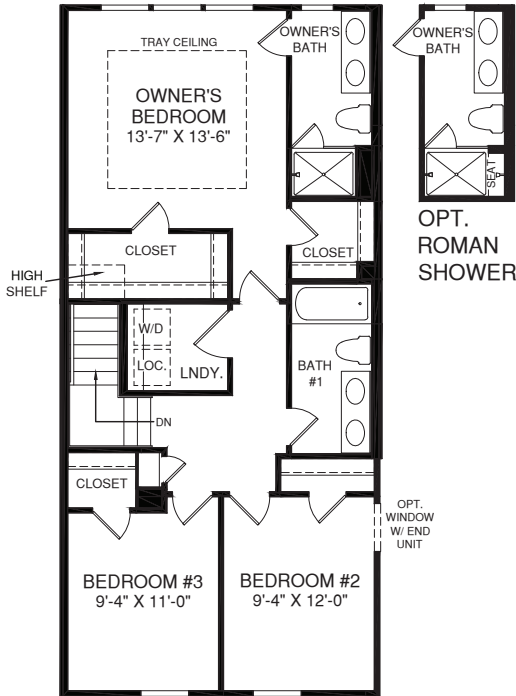 TRAY CEILING
OWNER'S
BATH
OWNER'S
BATH
OWNER'S
BEDROOM
13'-7" X 13'-6"
SEAT
OPT.
ROMAN
SHOWER
CLOSET
CLOSET
HIGH
SHELF
W/D
LOC.
LNDY.
BATH
#1
DN
CLOSET
OPT.
WINDOW
W/ END
UNIT
BEDROOM #3
9'-4" X 11'-0"
BEDROOM #2
9'-4" X 12'-0"